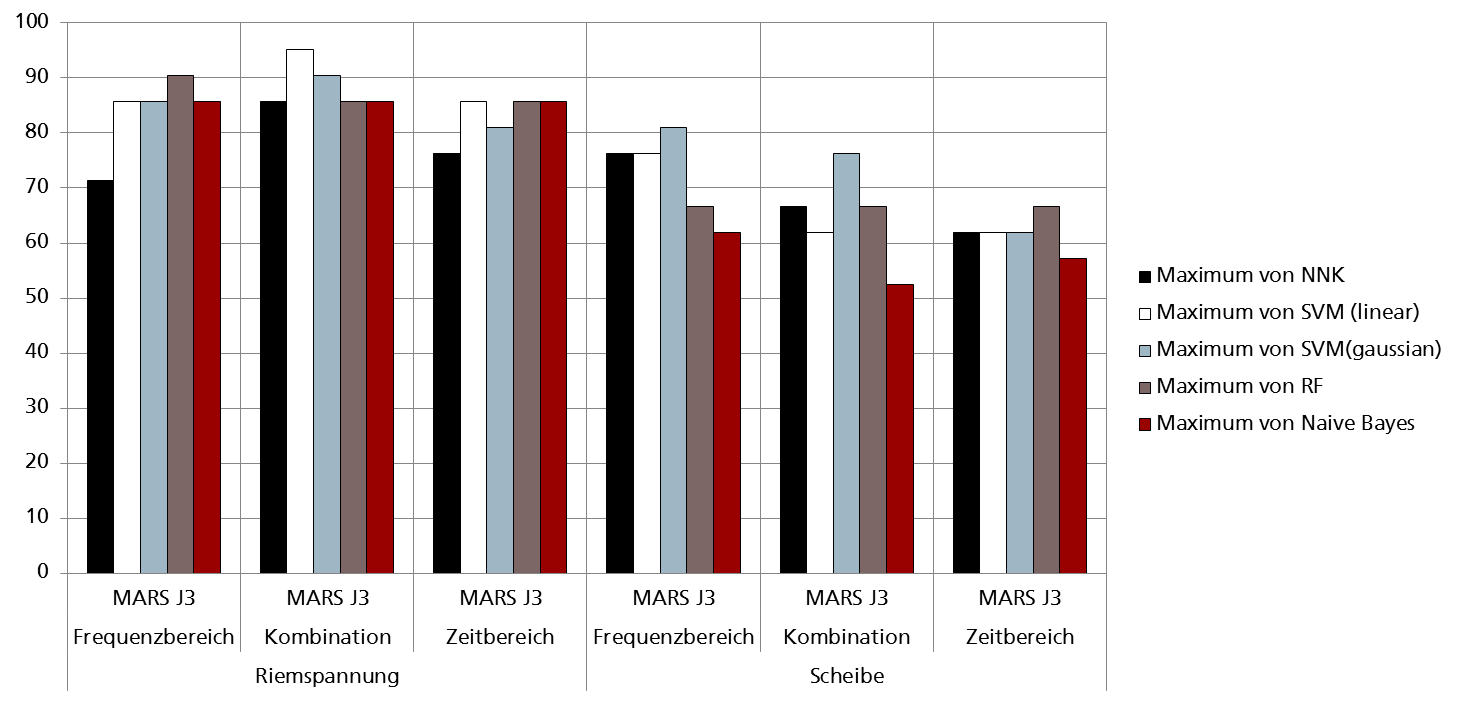 100
90
80
70
60
50
40
30
20
10
0
MARS J3 MARS J3 MARS J3 MARS J3 MARS J3 MARS J3
Frequenzbereich Kombination Zeitbereich Frequenzbereich Kombination Zeitbereich
Riemspannung Scheibe
Maximum von NNK
Maximum von SVM (linear)
Maximum von SVM(gaussian)
Maximum von RF
Maximum von Naive Bayes